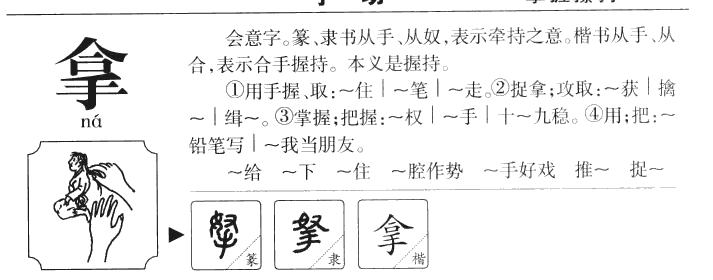 拿
ná
会意字。篆、隶书从手、从奴,表示牵持之意。楷书从手、从
合,表示合手握持。本义是握持。
①用手握、取:～住｜～笔｜～走。②捉拿;攻取:～获｜擒
～｜缉～。③掌握;把握:～权｜～手｜十～九稳。④用;把:～
铅笔写｜～我当朋友。
～给 ～下 ～住 ～腔作势 ～手好戏 推～ 捉～
篆 隶 拿 楷